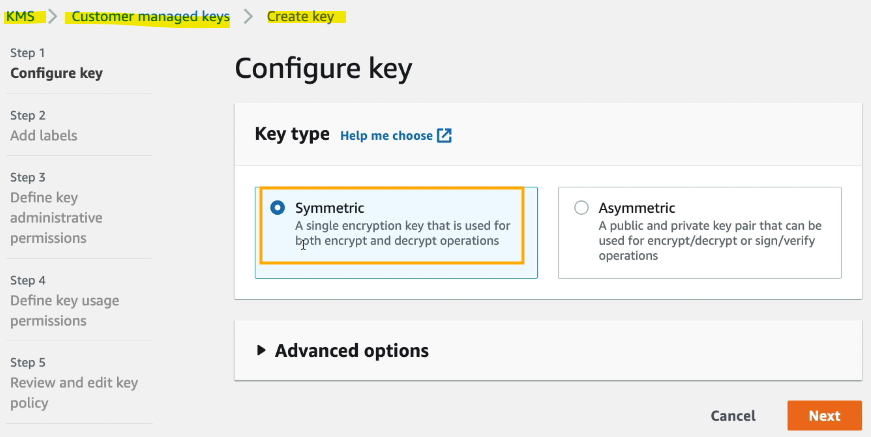 KMS > Customer managed keys > Create key
Step 1
Configure key
Step 2
Add labels
Step 3
Define key
administrative
permissions
Step 4
Define key usage
permissions
Step 5
Review and edit key
policy
Configure key
Key type Help me choose
Symmetric
A single encryption key that is used for
both encrypt and decrypt operations
Asymmetric
A public and private key pair that can be
used for encrypt/decrypt or sign/verify
operations
Advanced options
Cancel Next